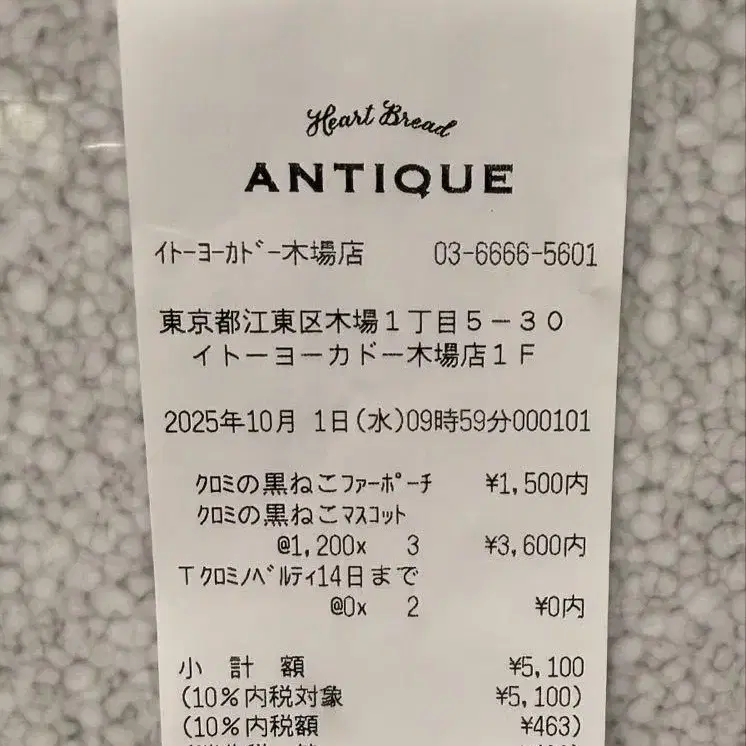 Heart Bread
ANTIQUE
ｲﾄｰﾖｰｶﾄﾞｰ木場店 03-6666-5601
東京都江東区木場１丁目５－３０
イトーヨーカドー木場店１Ｆ
2025年10月 1日(水)09時59分000101
ｸﾛﾐの黒ねこﾌｧｰﾎﾟｰﾁ ¥1,500内
ｸﾛﾐの黒ねこﾏｽｺｯﾄ
@1,200x 3 ¥3,600内
T ｸﾛﾐﾉﾍﾞﾙﾃｨ14日まで
@0x 2 ¥0内
小 計 額 ¥5,100
(10%内税対象 ¥5,100)
(10%内税額 ¥463)